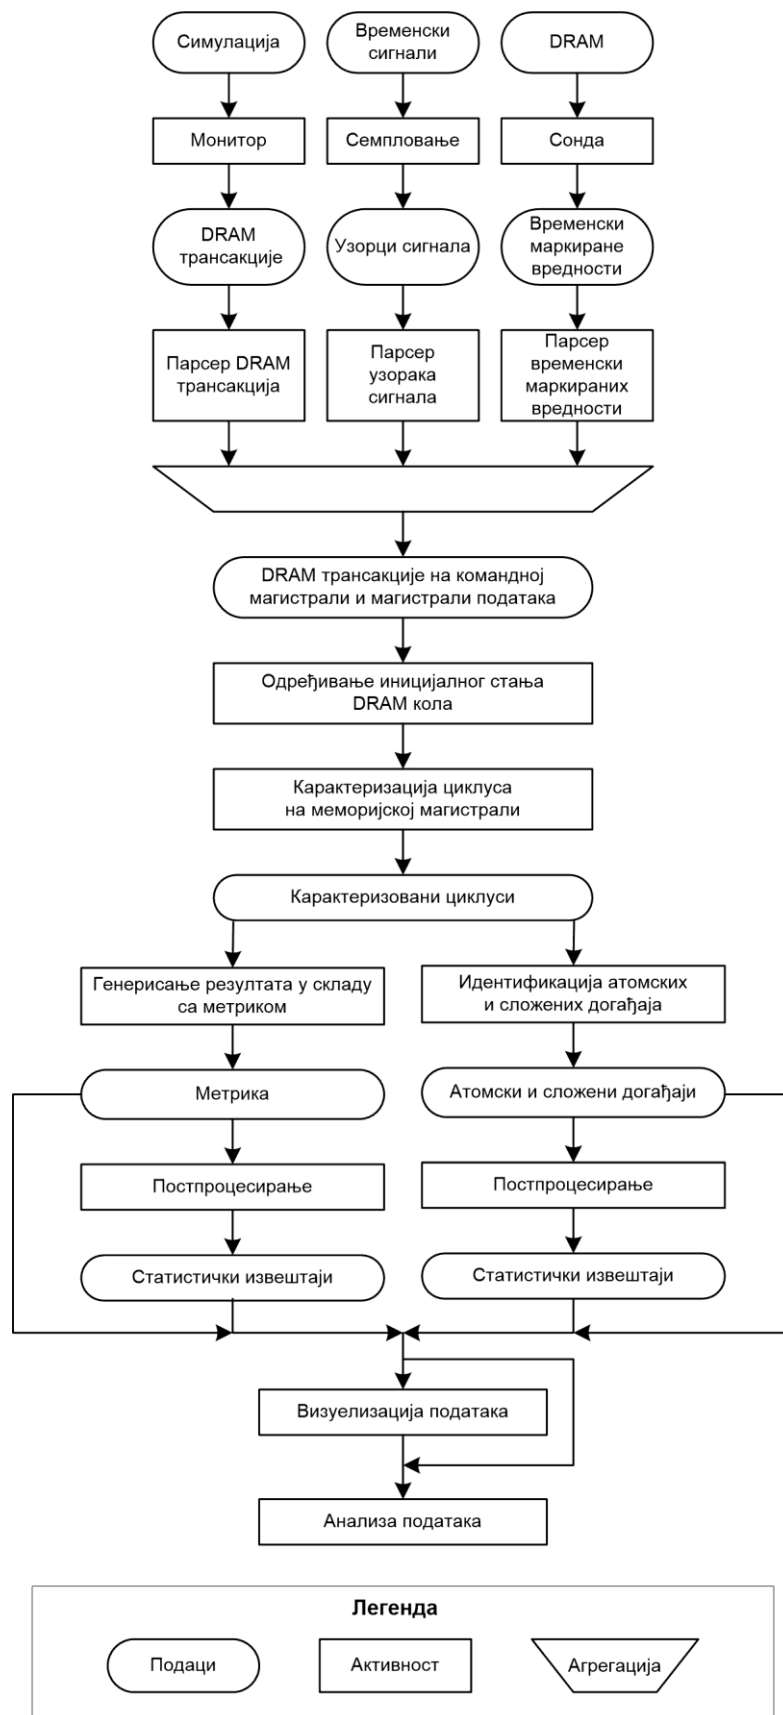 Симулација
Временски
сигнали
DRAM
Монитор
Семпловање
Сонда
DRAM
трансакције
Узорци сигнала
Временски
маркиране
вредности
Парсер DRAM
трансакција
Парсер
узорака
сигнала
Парсер
временски
маркираних
вредности
DRAM трансакције на командној
магистрали и магистрали података
Одређивање иницијалног стања
DRAM кола
Карактеризација циклуса
на меморијској магистрали
Карактеризовани циклуси
Генерисање резултата у складу
са метриком
Идентификација атомских
и сложених догађаја
Метрика
Атомски и сложени догађаји
Постпроцесирање
Постпроцесирање
Статистички извештаји
Статистички извештаји
Визуелизација података
Анализа података
Легенда
Подаци
Активност
Агрегација